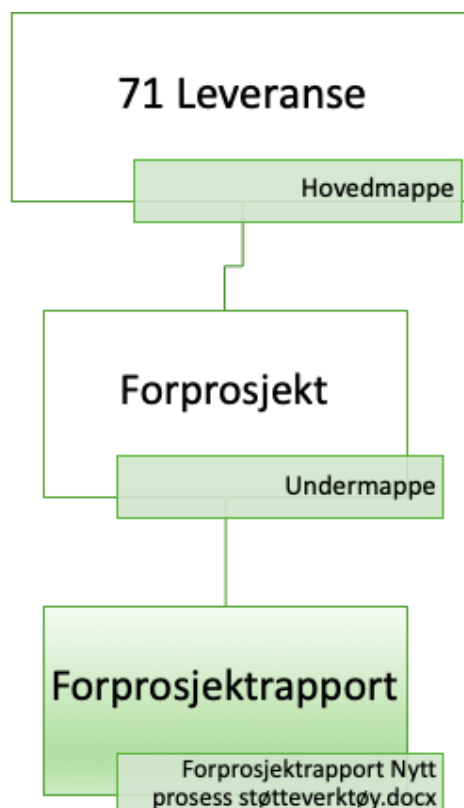 71 Leveranse
Hovedmappe
Forprosjekt
Undermappe
Forprosjektrapport
Forprosjektrapport Nytt
prosess støtteverktøy.docx